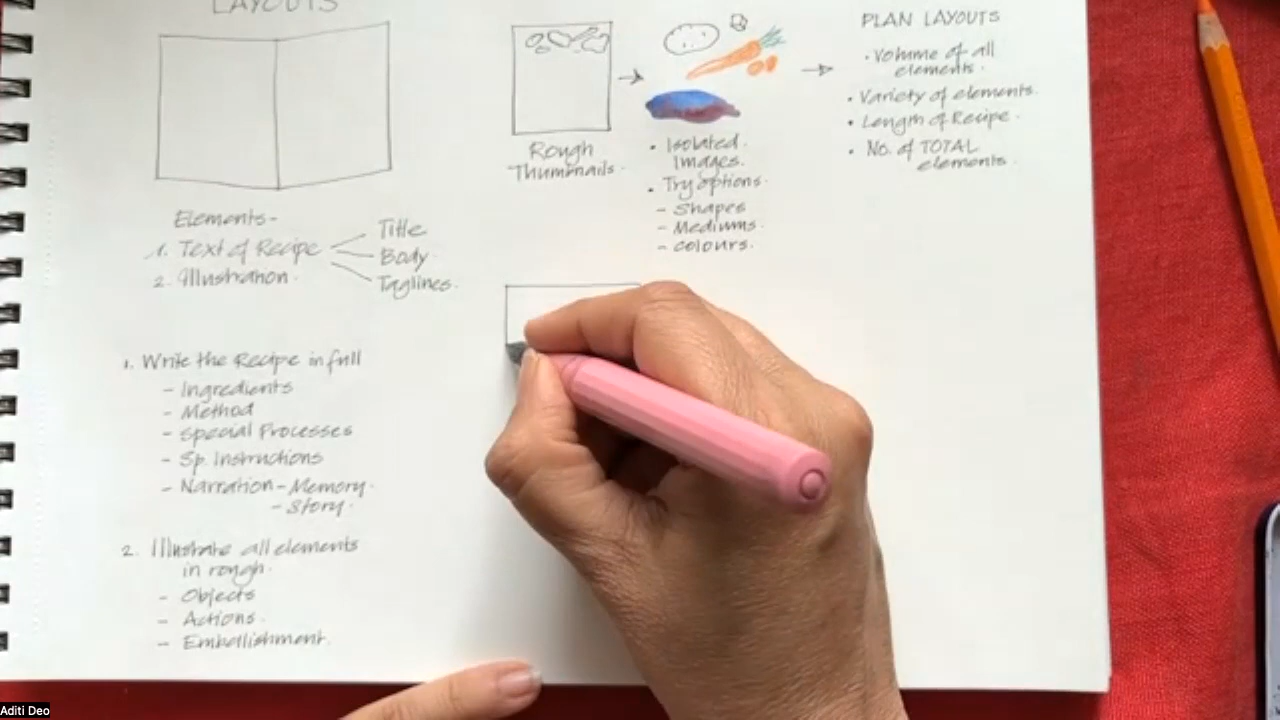 LAYOUTS
Elements-
1. Text of Recipe
2. Illustration.
Title
Body.
Taglines.
1. Write the Recipe in full
- Ingredients
- Method
- Special Processes
- Sp. Instructions
- Narration - Memory.
- Story.
2. Illustrate all elements
in rough.
- Objects
- Actions.
- Embellishment.
Rough
Thumbnails.
• Isolated.
Images.
• Try options.
- Shapes
- Mediums.
- Colours.
PLAN LAYOUTS
• Volume of all
elements.
• Variety of elements.
• Length of Recipe.
• No. of TOTAL
elements.
Aditi Deo